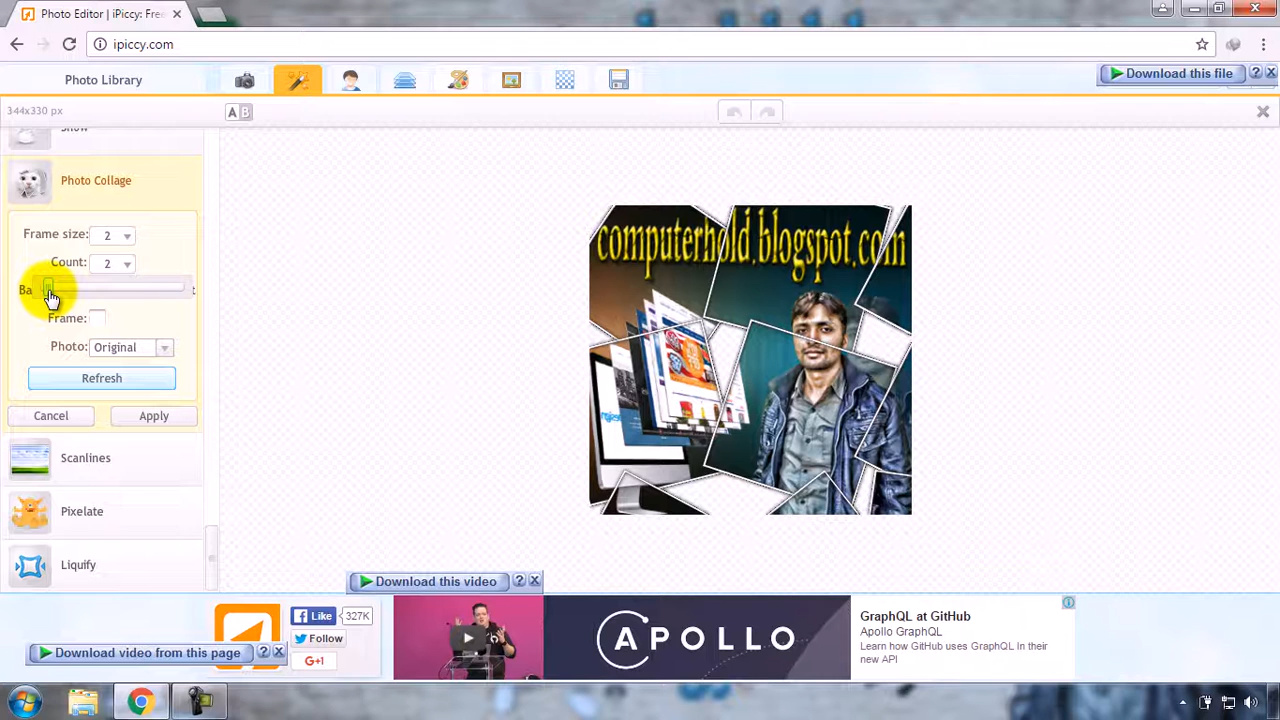 Photo Editor | iPiccy: Free
ipiccy.com
Photo Library
Download this file
344x330 px
A B
Snow
Photo Collage
Frame size: 2
Count: 2
Ba
Frame:
Photo: Original
Refresh
Cancel Apply
Scanlines
Pixelate
Liquify
computerhold.blogspot.com
Download this video
Like 327K
Follow
G+1
Download video from this page
APOLLO
GraphQL at GitHub
Apollo GraphQL
Learn how GitHub uses GraphQL in their
new API